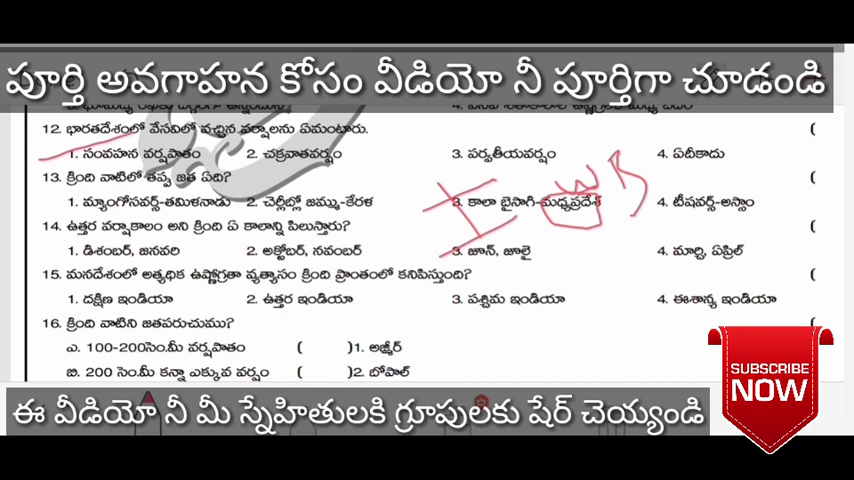 పూర్తి అవగాహన కోసం వీడియో నీ పూర్తిగా చూడండి
12. భారతదేశంలో వేసవిలో వచ్చిన వర్షాలను ఏమంటారు. (
1. సంవహన వర్షపాతం 2. చక్రవాతవర్షం 3. పర్వతీయవర్షం 4. ఏదీకాదు
13. క్రింది వాటిలో తప్పు జత ఏది? (
1. మ్యాంగోసవర్స్-తమిళనాడు 2. చెర్రీబ్లో జమ్ము-కేరళ 3. కాలా బైసాగి-మధ్యప్రదేశ్ 4. టీషవర్స్-అస్సాం
W B
14. ఉత్తర వర్షాకాలం అని క్రింది ఏ కాలాన్ని పిలుస్తారు? (
1. డిశంబర్, జనవరి 2. అక్టోబర్, నవంబర్ 3. జూన్, జూలై 4. మార్చి, ఏప్రిల్
15. మనదేశంలో అత్యధిక ఉష్ణోగ్రతా వ్యత్యాసం క్రింది ప్రాంతంలో కనిపిస్తుంది? (
1. దక్షిణ ఇండియా 2. ఉత్తర ఇండియా 3. పశ్చిమ ఇండియా 4. ఈశాన్య ఇండియా
16. క్రింది వాటిని జతపరుచుము? (
ఎ. 100-200సెం.మీ వర్షపాతం ( )1. అజ్మీర్
బి. 200 సెం.మీ కన్నా ఎక్కువ వర్షం ( )2. బోపాల్
SUBSCRIBE
NOW
ఈ వీడియో నీ మీ స్నేహితులకి గ్రూపులకు షేర్ చెయ్యండి